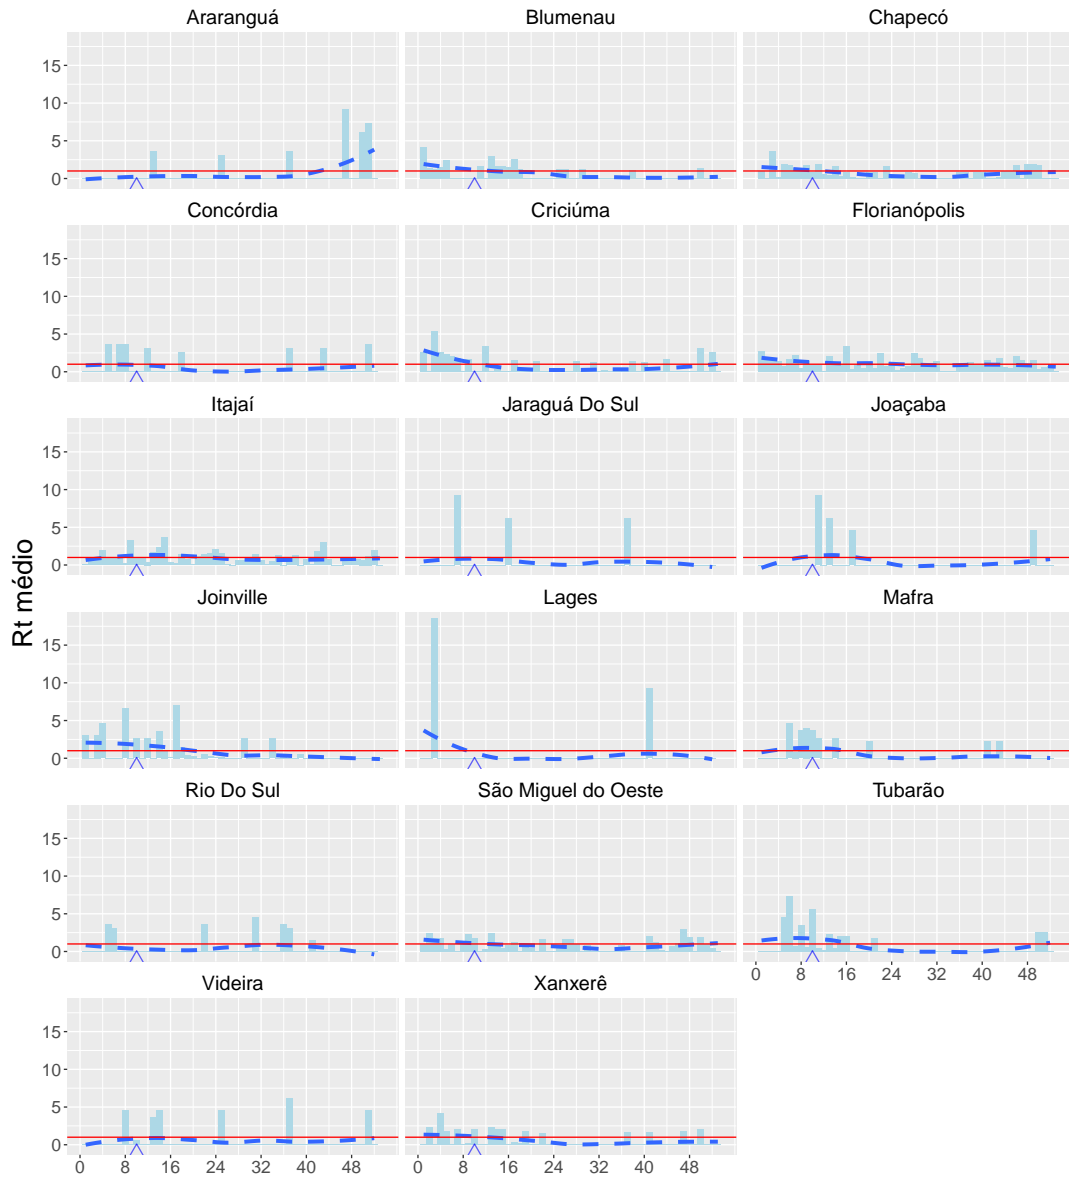 Araranguá Blumenau Chapecó
15
10
5
0
Concórdia Criciúma Florianópolis
15
10
5
0
Itajaí Jaraguá Do Sul Joaçaba
15
10
5
0
Rt médio
Joinville Lages Mafra
15
10
5
0
Rio Do Sul São Miguel do Oeste Tubarão
15
10
5
0
0 8 16 24 32 40 48
Videira Xanxerê
15
10
5
0
0 8 16 24 32 40 48 0 8 16 24 32 40 48